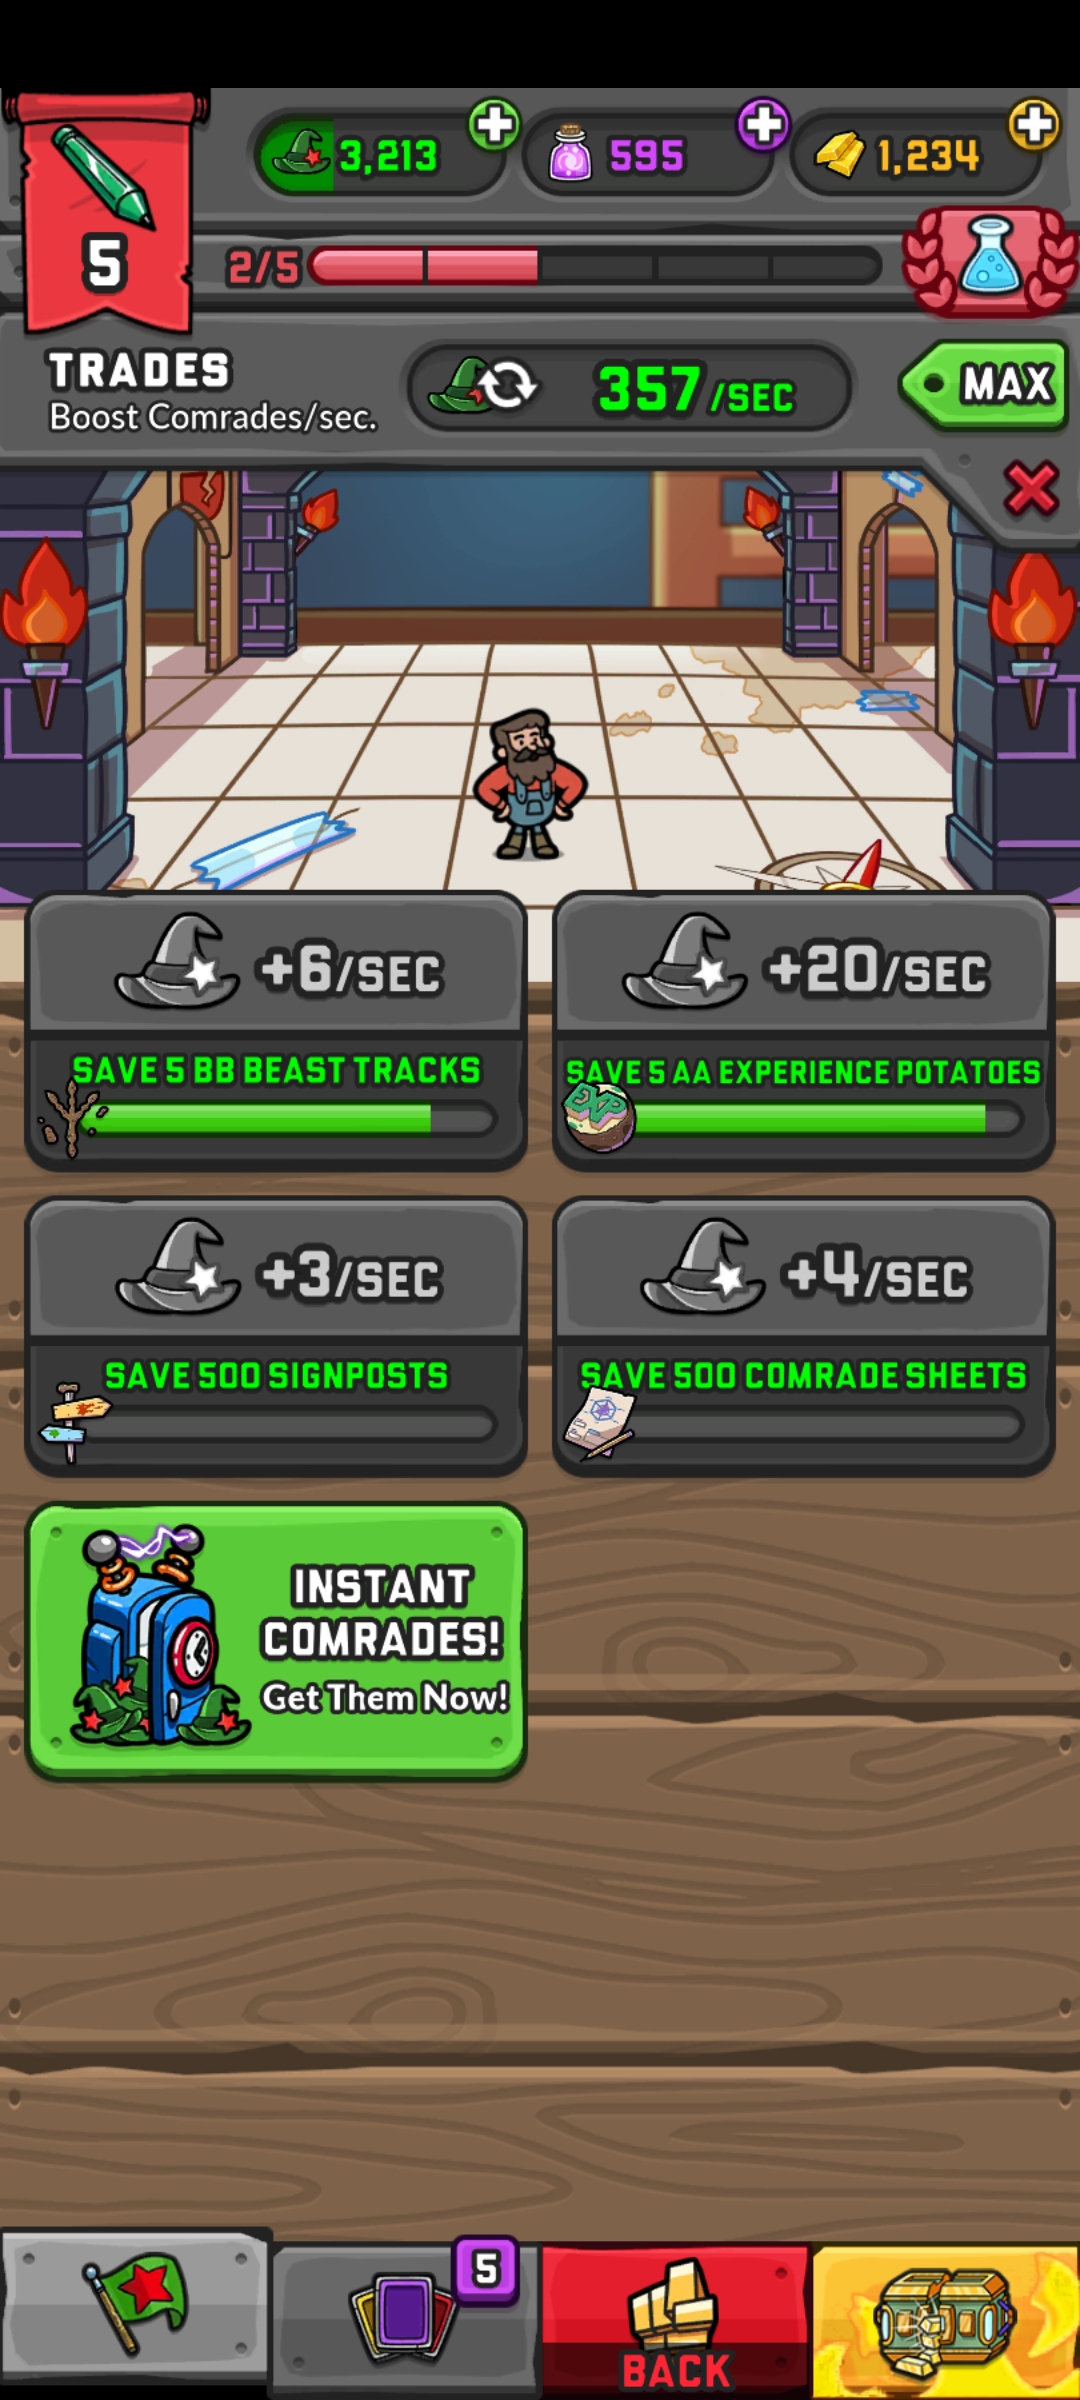 3,213
595
1,234
5
2/5
TRADES
Boost Comrades/sec.
357/SEC
MAX
+6/SEC
+20/SEC
SAVE 5 BB BEAST TRACKS
SAVE 5 AA EXPERIENCE POTATOES
EXP
+3/SEC
+4/SEC
SAVE 500 SIGNPOSTS
SAVE 500 COMRADE SHEETS
INSTANT
COMRADES!
Get Them Now!
5
BACK